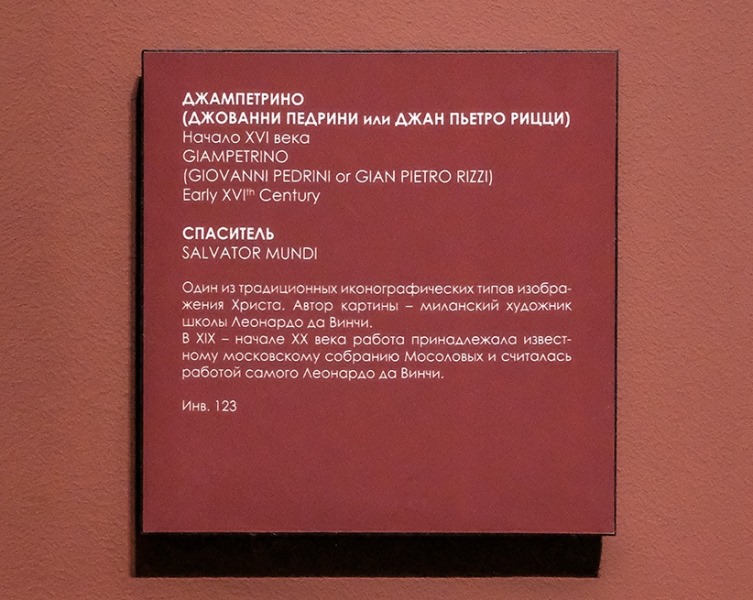 ДЖАМПЕТРИНО
(ДЖОВАННИ ПЕДРИНИ или ДЖАН ПЬЕТРО РИЦЦИ)
Начало XVI века
GIAMPETRINO
(GIOVANNI PEDRINI or GIAN PIETRO RIZZI)
Early XVIth Century
СПАСИТЕЛЬ
SALVATOR MUNDI
Один из традиционных иконографических типов изобра-
жения Христа. Автор картины – миланский художник
школы Леонардо да Винчи.
В XIX – начале XX века работа принадлежала извест-
ному московскому собранию Мосоловых и считалась
работой самого Леонардо да Винчи.
Инв. 123